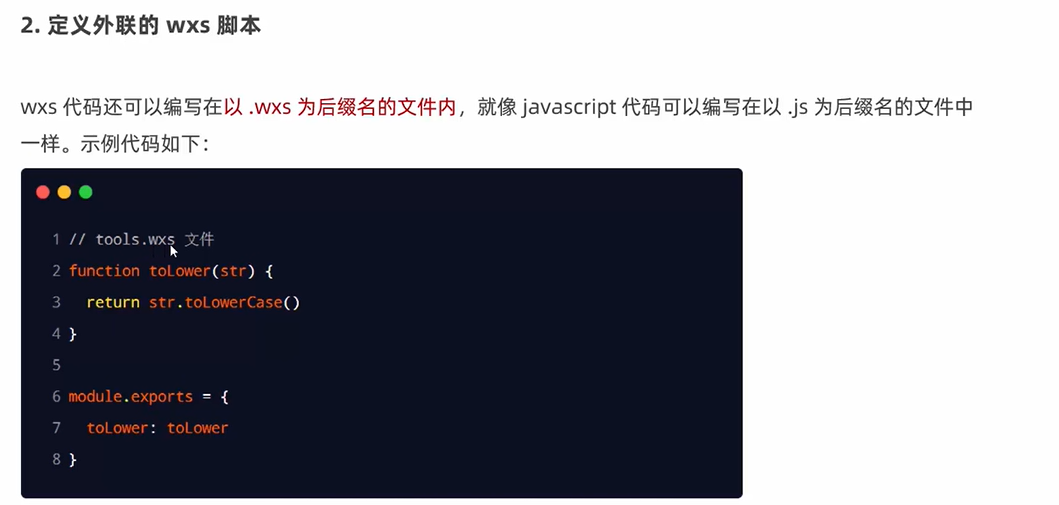 2. 定义外联的 wxs 脚本
wxs 代码还可以编写在以 .wxs 为后缀名的文件内，就像 javascript 代码可以编写在以 .js 为后缀名的文件中
一样。示例代码如下：
1 // tools.wxs 文件
2 function toLower(str) {
3   return str.toLowerCase()
4 }
5
6 module.exports = {
7   toLower: toLower
8 }